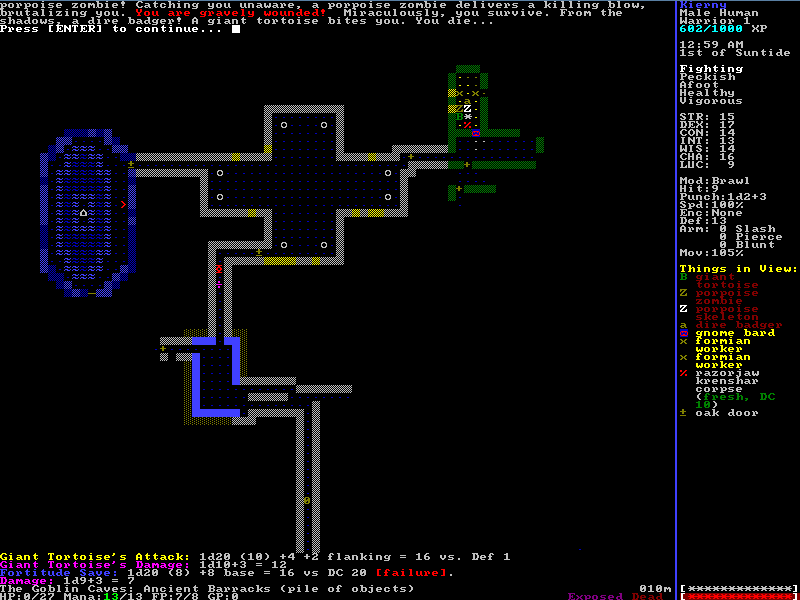 porpoise zombie! Catching you unaware, a porpoise zombie delivers a killing blow,
brutalizing you. You are gravely wounded! Miraculously, you survive. From the
shadows, a dire badger! A giant tortoise bites you. You die...
Press [ENTER] to continue...
Kierny
Male Human
Warrior 1
602/1000 XP
12:59 AM
1st of Suntide
Fighting
Peckish
Afoot
Healthy
Vigorous
STR: 15
DEX: 17
CON: 14
INT: 13
WIS: 14
CHA: 16
LUC: 9
Mod:Brawl
Hit:9
Punch:1d2+3
Spd:100%
Enc:None
Def:13
Arm: 0 Slash
0 Pierce
0 Blunt
Mov:105%
Things in View:
B giant
tortoise
Z porpoise
zombie
Z porpoise
skeleton
a dire badger
gnome bard
x formian
worker
x formian
worker
% razorjaw
krenshar
corpse
(fresh, DC
10)
± oak door
Giant Tortoise's Attack: 1d20 (10) +4 +2 flanking = 16 vs. Def 1
Giant Tortoise's Damage: 1d10+3 = 12
Fortitude Save: 1d20 (8) +8 base = 16 vs DC 20 [failure].
Damage: 1d9+3 = 7
The Goblin Caves: Ancient Barracks (pile of objects)
010m
HP:0/27 Mana:13/13 FP:7/8 GP:0
Exposed Dead